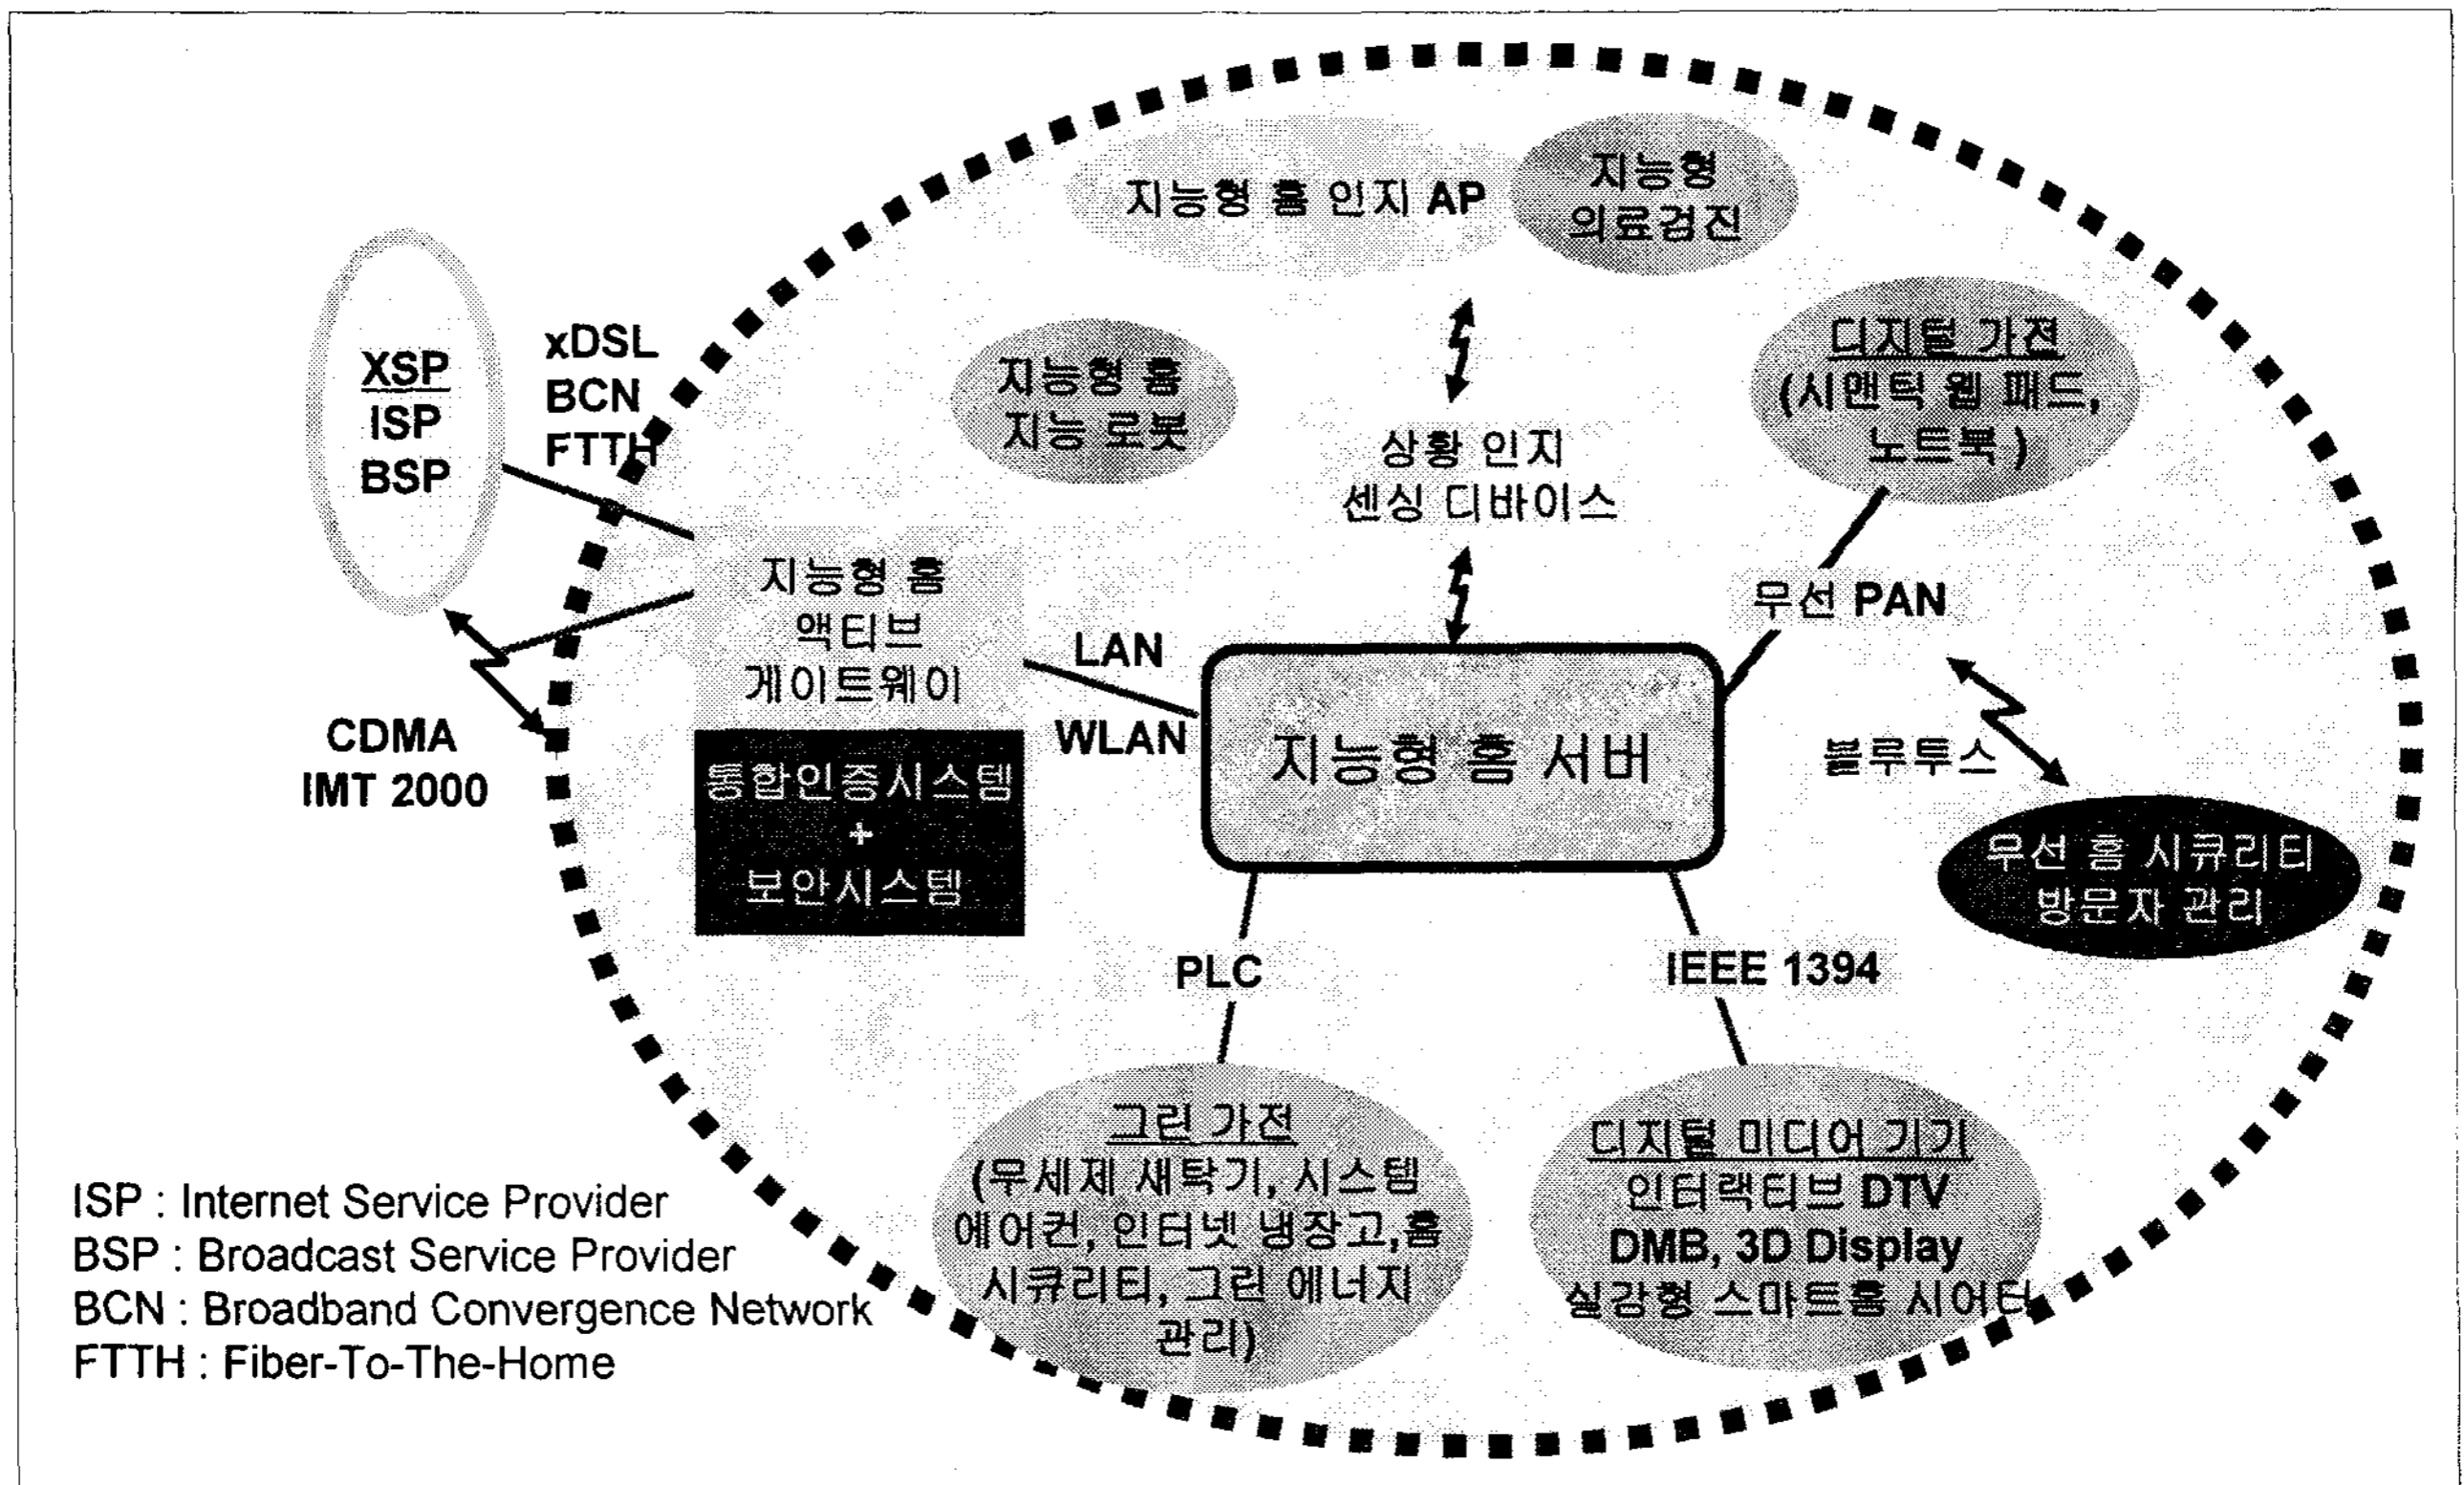 지능형 홈 인지 AP
지능형
의료검진
XSP
ISP
BSP
xDSL
BCN
FTTH
지능형 홈
지능 로봇
상황 인지
센싱 디바이스
디지털 가전
(시맨틱 웹 패드,
노트북 )
지능형 홈
액티브
게이트웨이
LAN
WLAN
무선 PAN
CDMA
IMT 2000
통합인증시스템
+
보안시스템
지능형 홈 서버
블루투스
우선 홈 시큐리티
방문자 관리
PLC
IEEE 1394
그린 가전
(무세제 새탁기, 시스템
에어컨, 인터넷 냉장고,홈
시큐리티, 그린 에너지
관리)
디지털 미디어 기기
인터랙티브 DTV
DMB, 3D Display
실감형 스마트홈 시어터
ISP : Internet Service Provider
BSP : Broadcast Service Provider
BCN : Broadband Convergence Network
FTTH : Fiber-To-The-Home